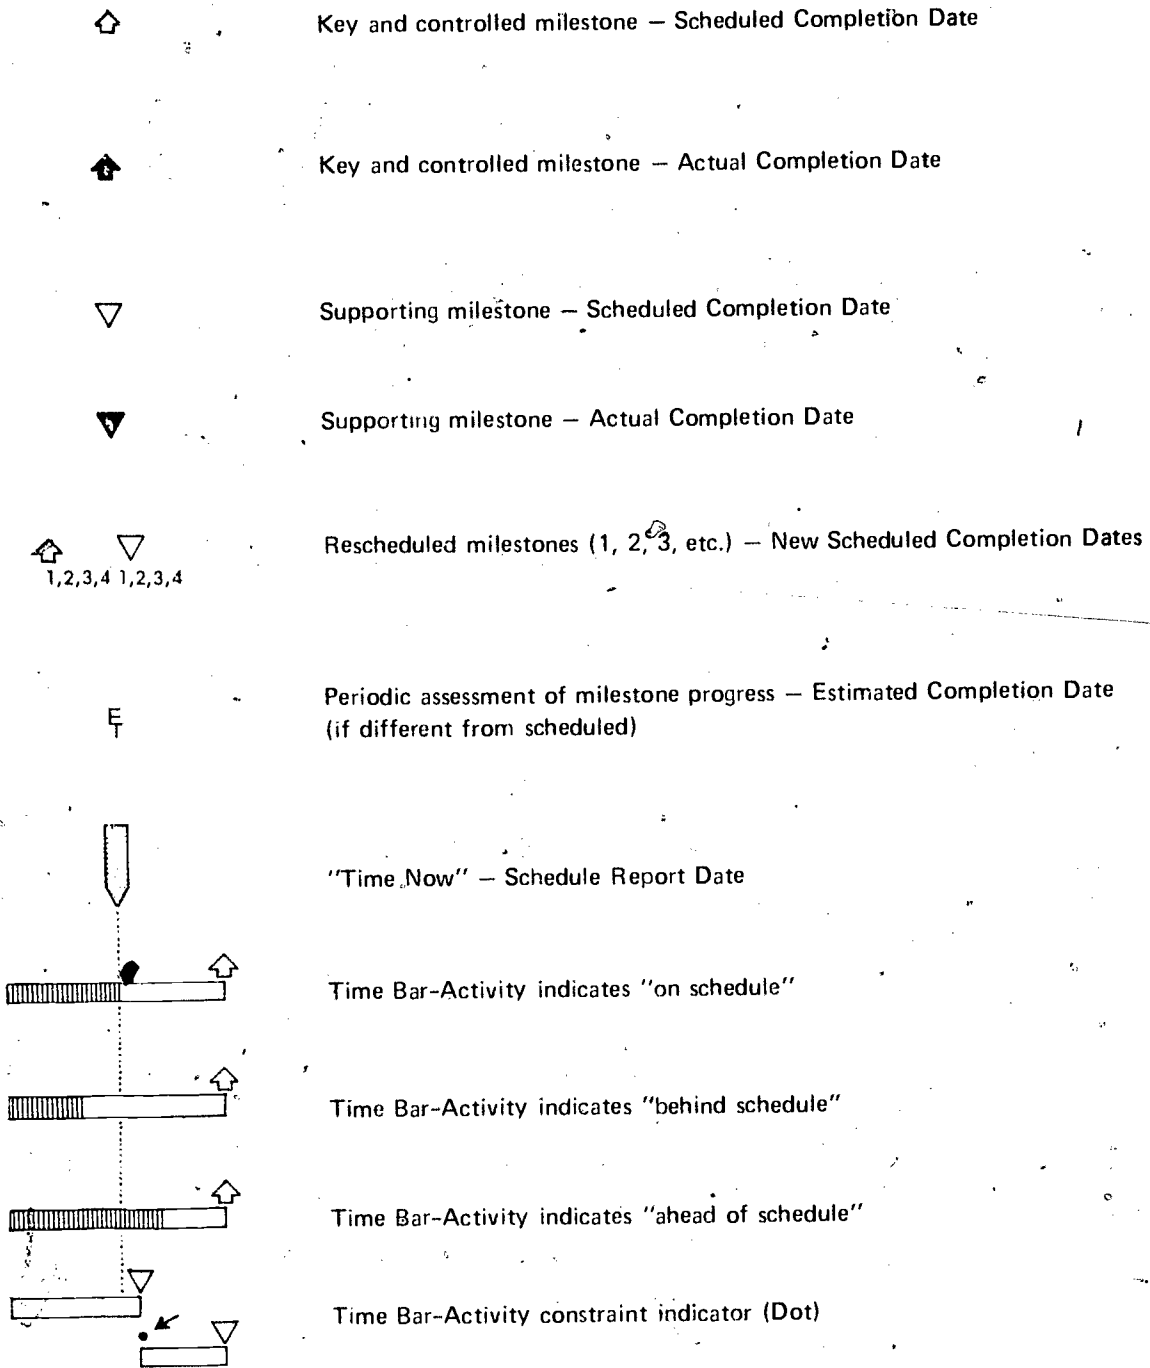 Key and controlled milestone — Scheduled Completion Date
Key and controlled milestone — Actual Completion Date
Supporting milestone — Scheduled Completion Date
Supporting milestone — Actual Completion Date
Rescheduled milestones (1, 2, 3, etc.) — New Scheduled Completion Dates
1,2,3,4 1,2,3,4
Periodic assessment of milestone progress — Estimated Completion Date
(if different from scheduled)
"Time Now" — Schedule Report Date
Time Bar-Activity indicates "on schedule"
Time Bar-Activity indicates "behind schedule"
Time Bar-Activity indicates "ahead of schedule"
Time Bar-Activity constraint indicator (Dot)